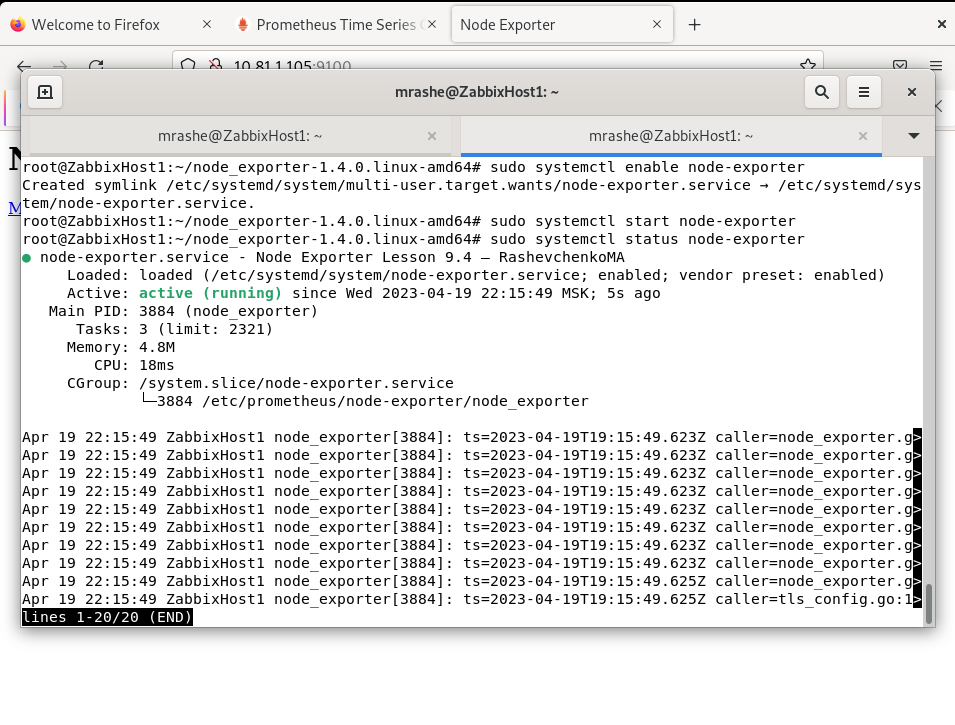 Welcome to Firefox
Prometheus Time Series
Node Exporter
10.81.1.105:9100
mrashe@ZabbixHost1: ~
mrashe@ZabbixHost1: ~
mrashe@ZabbixHost1: ~
root@ZabbixHost1:~/node_exporter-1.4.0.linux-amd64# sudo systemctl enable node-exporter
Created symlink /etc/systemd/system/multi-user.target.wants/node-exporter.service → /etc/systemd/sys
tem/node-exporter.service.
root@ZabbixHost1:~/node_exporter-1.4.0.linux-amd64# sudo systemctl start node-exporter
root@ZabbixHost1:~/node_exporter-1.4.0.linux-amd64# sudo systemctl status node-exporter
● node-exporter.service - Node Exporter Lesson 9.4 – RashevchenkoMA
Loaded: loaded (/etc/systemd/system/node-exporter.service; enabled; vendor preset: enabled)
Active: active (running) since Wed 2023-04-19 22:15:49 MSK; 5s ago
Main PID: 3884 (node_exporter)
Tasks: 3 (limit: 2321)
Memory: 4.8M
CPU: 18ms
CGroup: /system.slice/node-exporter.service
└─3884 /etc/prometheus/node-exporter/node_exporter
Apr 19 22:15:49 ZabbixHost1 node_exporter[3884]: ts=2023-04-19T19:15:49.623Z caller=node_exporter.g>
Apr 19 22:15:49 ZabbixHost1 node_exporter[3884]: ts=2023-04-19T19:15:49.623Z caller=node_exporter.g>
Apr 19 22:15:49 ZabbixHost1 node_exporter[3884]: ts=2023-04-19T19:15:49.623Z caller=node_exporter.g>
Apr 19 22:15:49 ZabbixHost1 node_exporter[3884]: ts=2023-04-19T19:15:49.623Z caller=node_exporter.g>
Apr 19 22:15:49 ZabbixHost1 node_exporter[3884]: ts=2023-04-19T19:15:49.623Z caller=node_exporter.g>
Apr 19 22:15:49 ZabbixHost1 node_exporter[3884]: ts=2023-04-19T19:15:49.623Z caller=node_exporter.g>
Apr 19 22:15:49 ZabbixHost1 node_exporter[3884]: ts=2023-04-19T19:15:49.623Z caller=node_exporter.g>
Apr 19 22:15:49 ZabbixHost1 node_exporter[3884]: ts=2023-04-19T19:15:49.623Z caller=node_exporter.g>
Apr 19 22:15:49 ZabbixHost1 node_exporter[3884]: ts=2023-04-19T19:15:49.625Z caller=node_exporter.g>
Apr 19 22:15:49 ZabbixHost1 node_exporter[3884]: ts=2023-04-19T19:15:49.625Z caller=tls_config.go:1>
lines 1-20/20 (END)